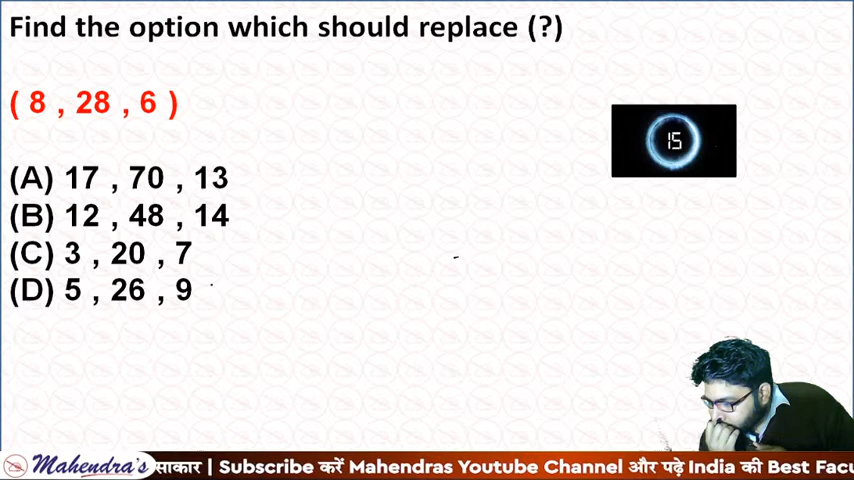 Find the option which should replace (?)
( 8 , 28 , 6 )
15
(A) 17 , 70 , 13
(B) 12 , 48 , 14
(C) 3 , 20 , 7
(D) 5 , 26 , 9
Mahendra's साकार | Subscribe करें Mahendras Youtube Channel और पढ़े India की Best Facu